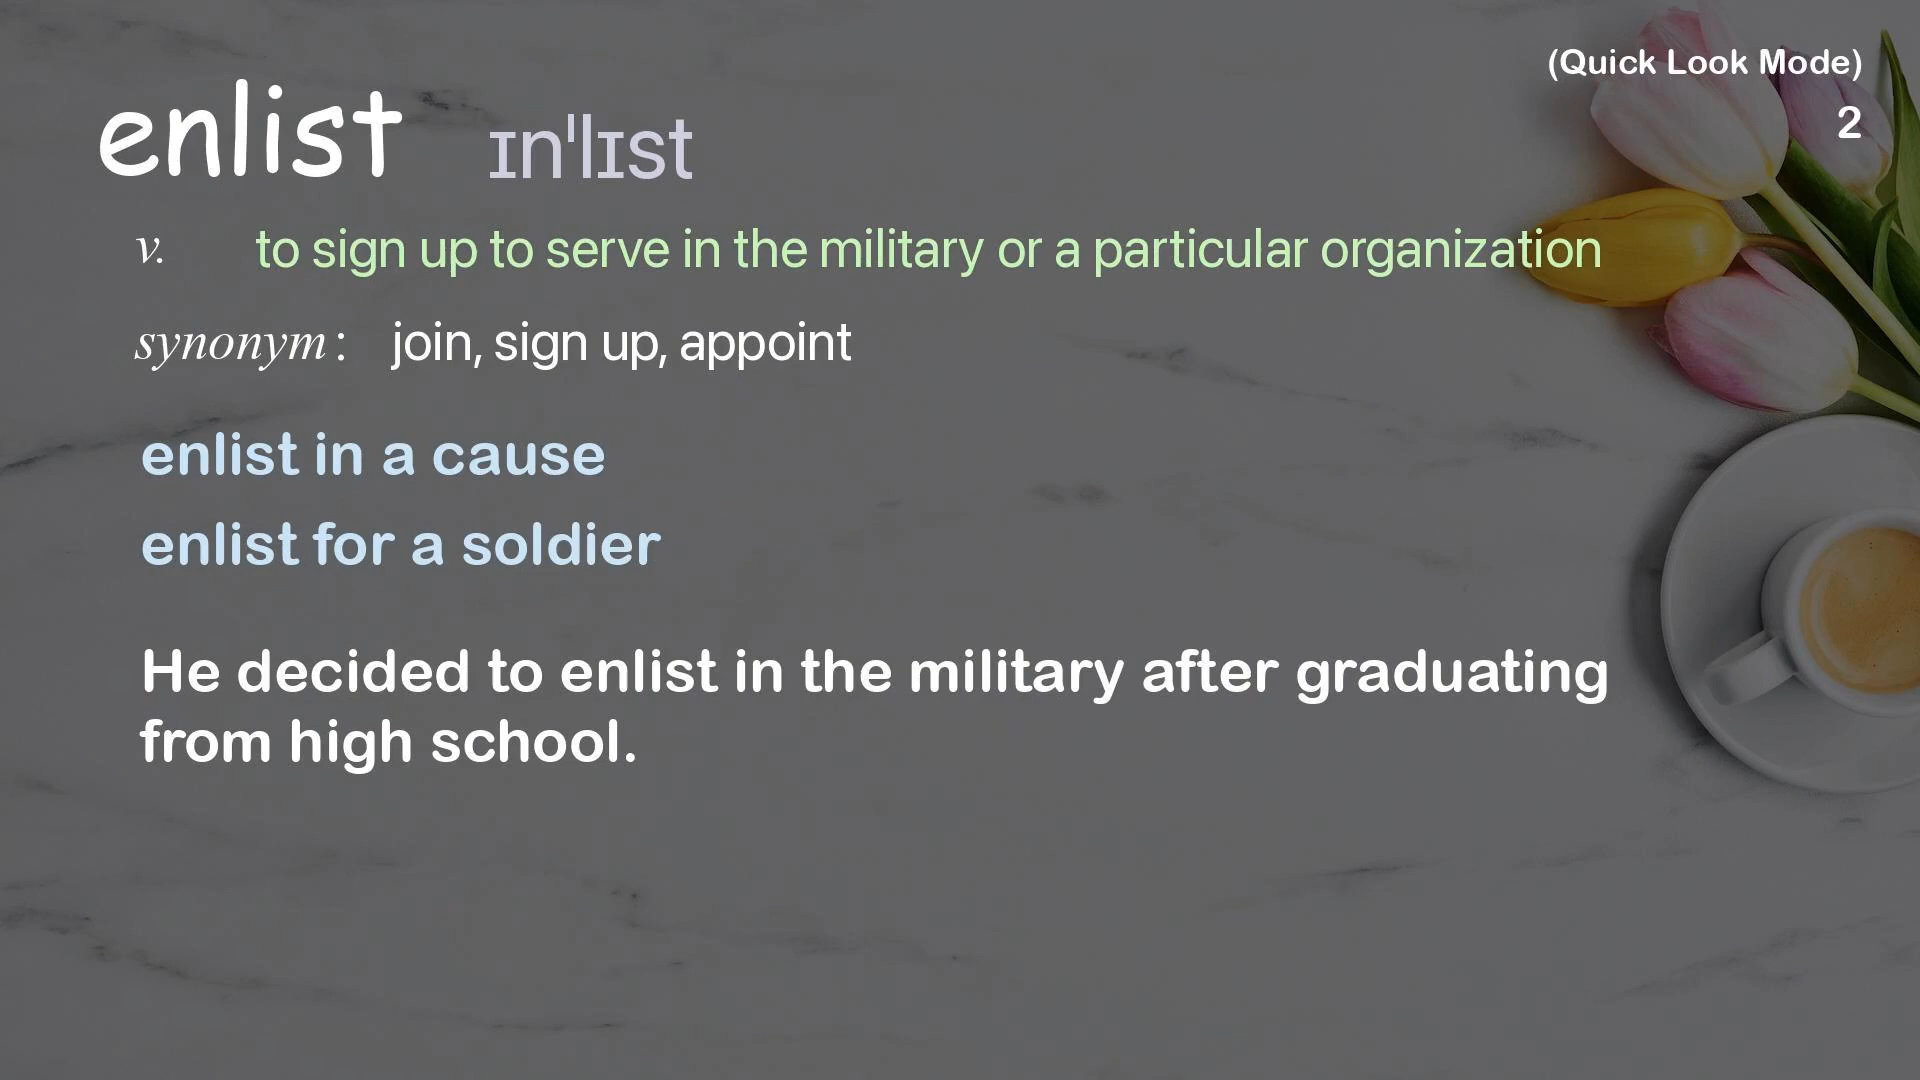 (Quick Look Mode)
2
enlist ɪnˈlɪst
v. to sign up to serve in the military or a particular organization
synonym : join, sign up, appoint
enlist in a cause
enlist for a soldier
He decided to enlist in the military after graduating
from high school.